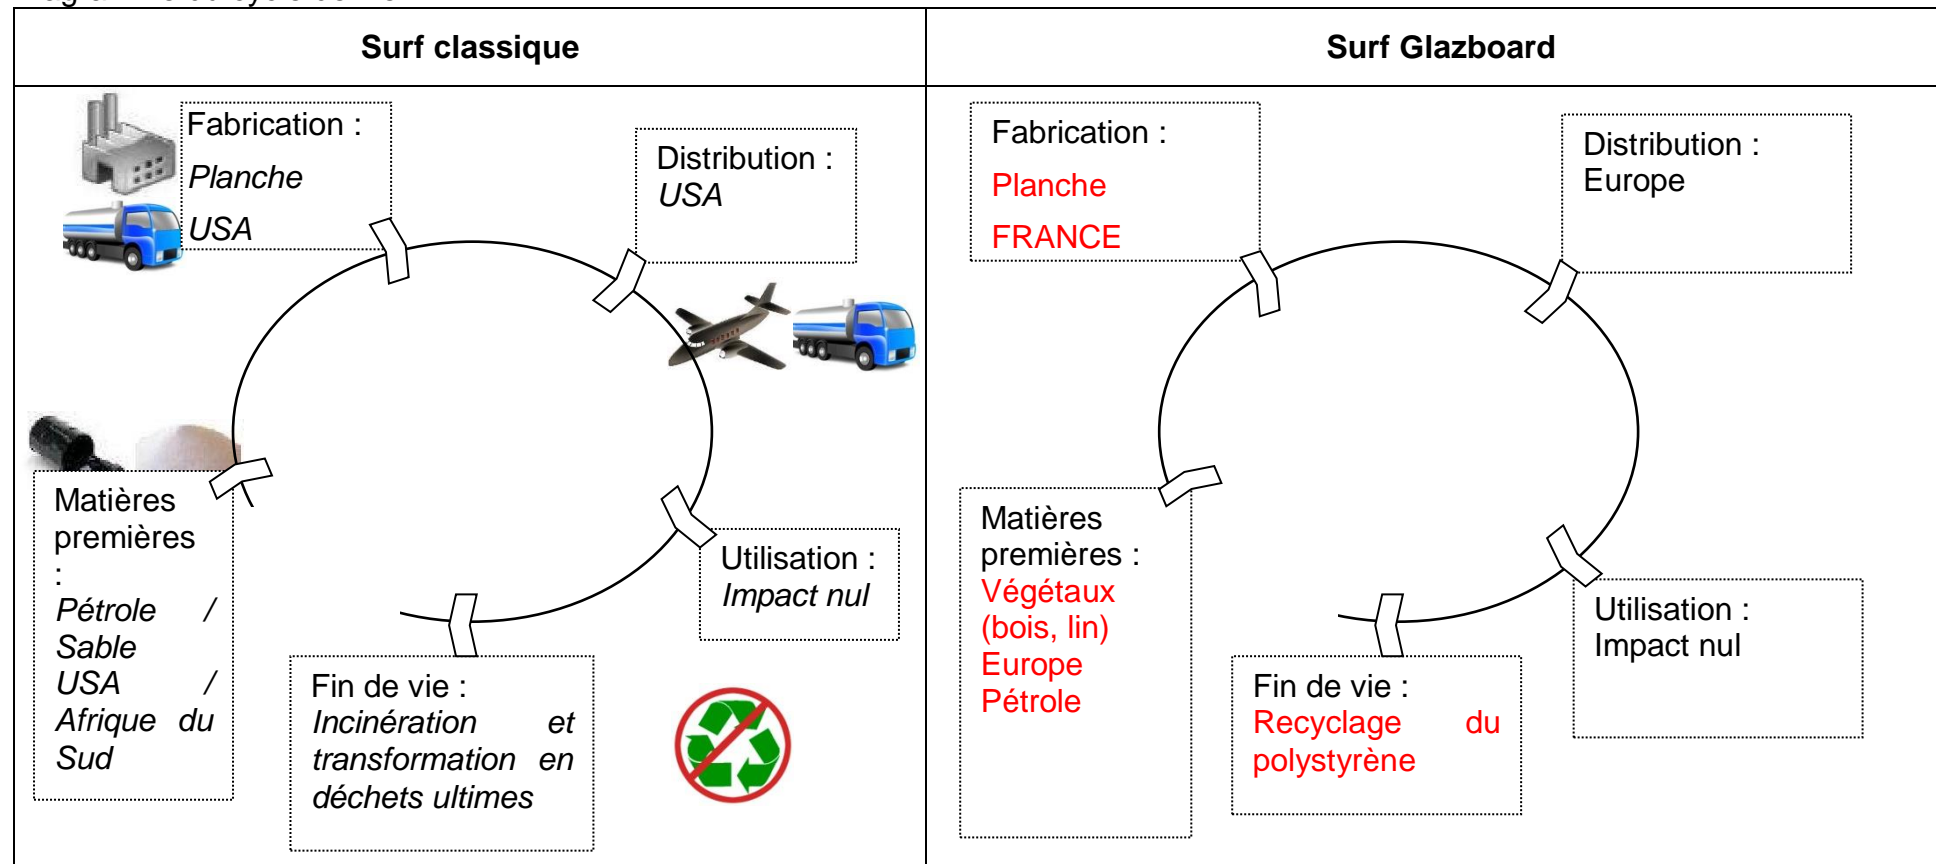 Surf classique
Surf Glazboard
Fabrication :
Planche
USA
Distribution :
USA
Matières
premières
:
Pétrole /
Sable
USA /
Afrique du
Sud
Utilisation :
Impact nul
Fin de vie :
Incinération et
transformation en
déchets ultimes
Fabrication :
Planche
FRANCE
Distribution :
Europe
Matières
premières :
Végétaux
(bois, lin)
Europe
Pétrole
Utilisation :
Impact nul
Fin de vie :
Recyclage du
polystyrène